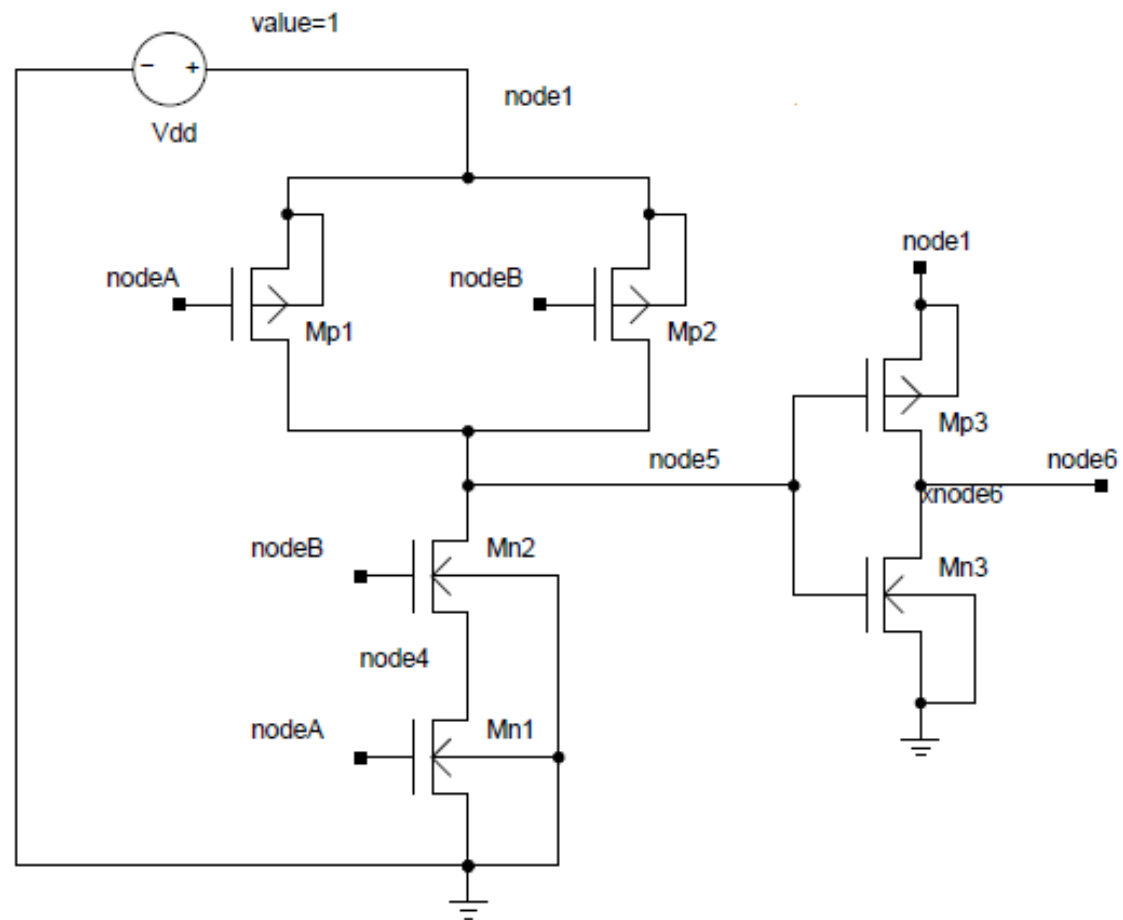 value=1
- +
Vdd
node1
nodeA
Mp1
nodeB
Mp2
node1
Mp3
node5
node6
xnode6
nodeB
Mn2
Mn3
node4
nodeA
Mn1